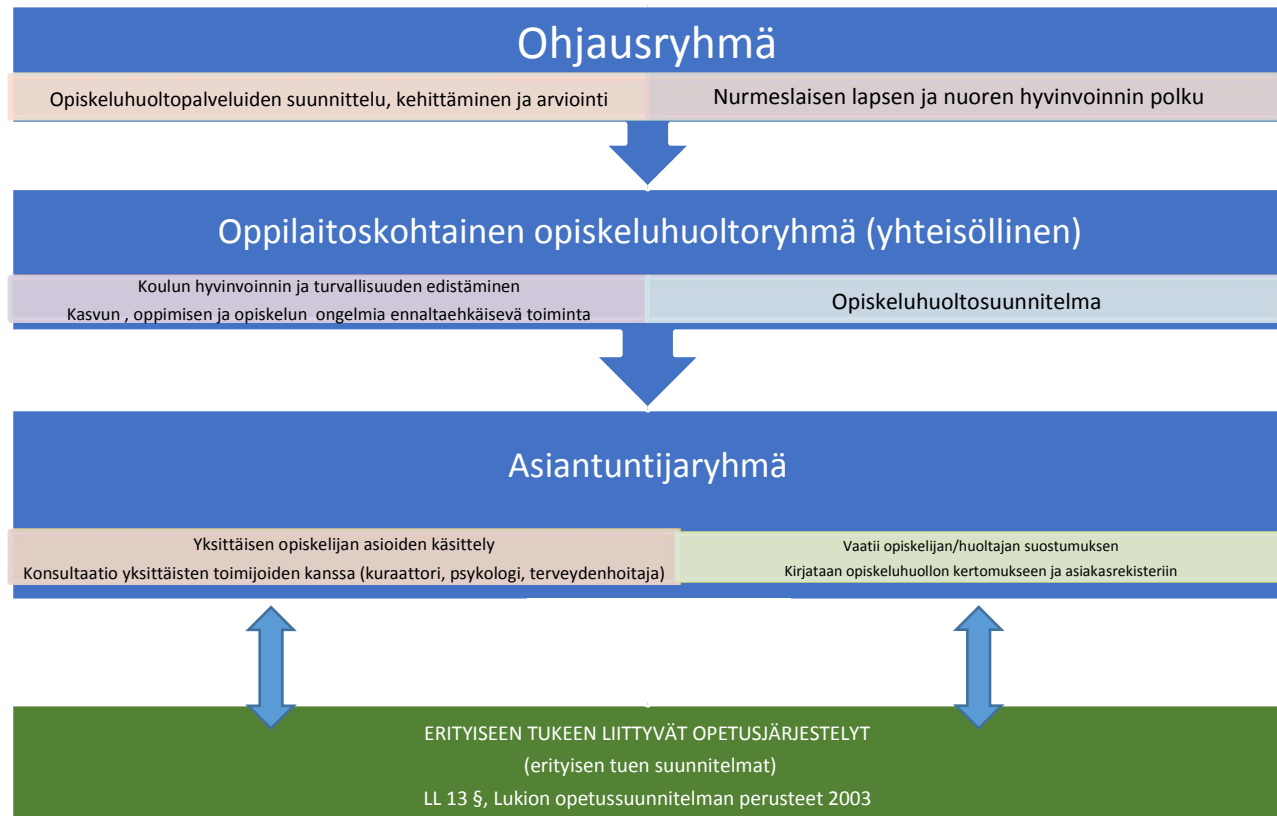 Ohjausryhmä
Opiskeluhuoltopalveluiden suunnittelu, kehittäminen ja arviointi
Nurmeslaisen lapsen ja nuoren hyvinvoinnin polku
Oppilaitoskohtainen opiskeluhuoltoryhmä (yhteisöllinen)
Koulun hyvinvoinnin ja turvallisuuden edistäminen
Kasvun , oppimisen ja opiskelun ongelmia ennaltaehkäisevä toiminta
Opiskeluhuoltosuunnitelma
Asiantuntijaryhmä
Yksittäisen opiskelijan asioiden käsittely
Konsultaatio yksittäisten toimijoiden kanssa (kuraattori, psykologi, terveydenhoitaja)
Vaatii opiskelijan/huoltajan suostumuksen
Kirjataan opiskeluhuollon kertomukseen ja asiakasrekisteriin
ERITYISEEN TUKEEN LIITTYVÄT OPETUSJÄRJESTELYT
(erityisen tuen suunnitelmat)
LL 13 §, Lukion opetussuunnitelman perusteet 2003